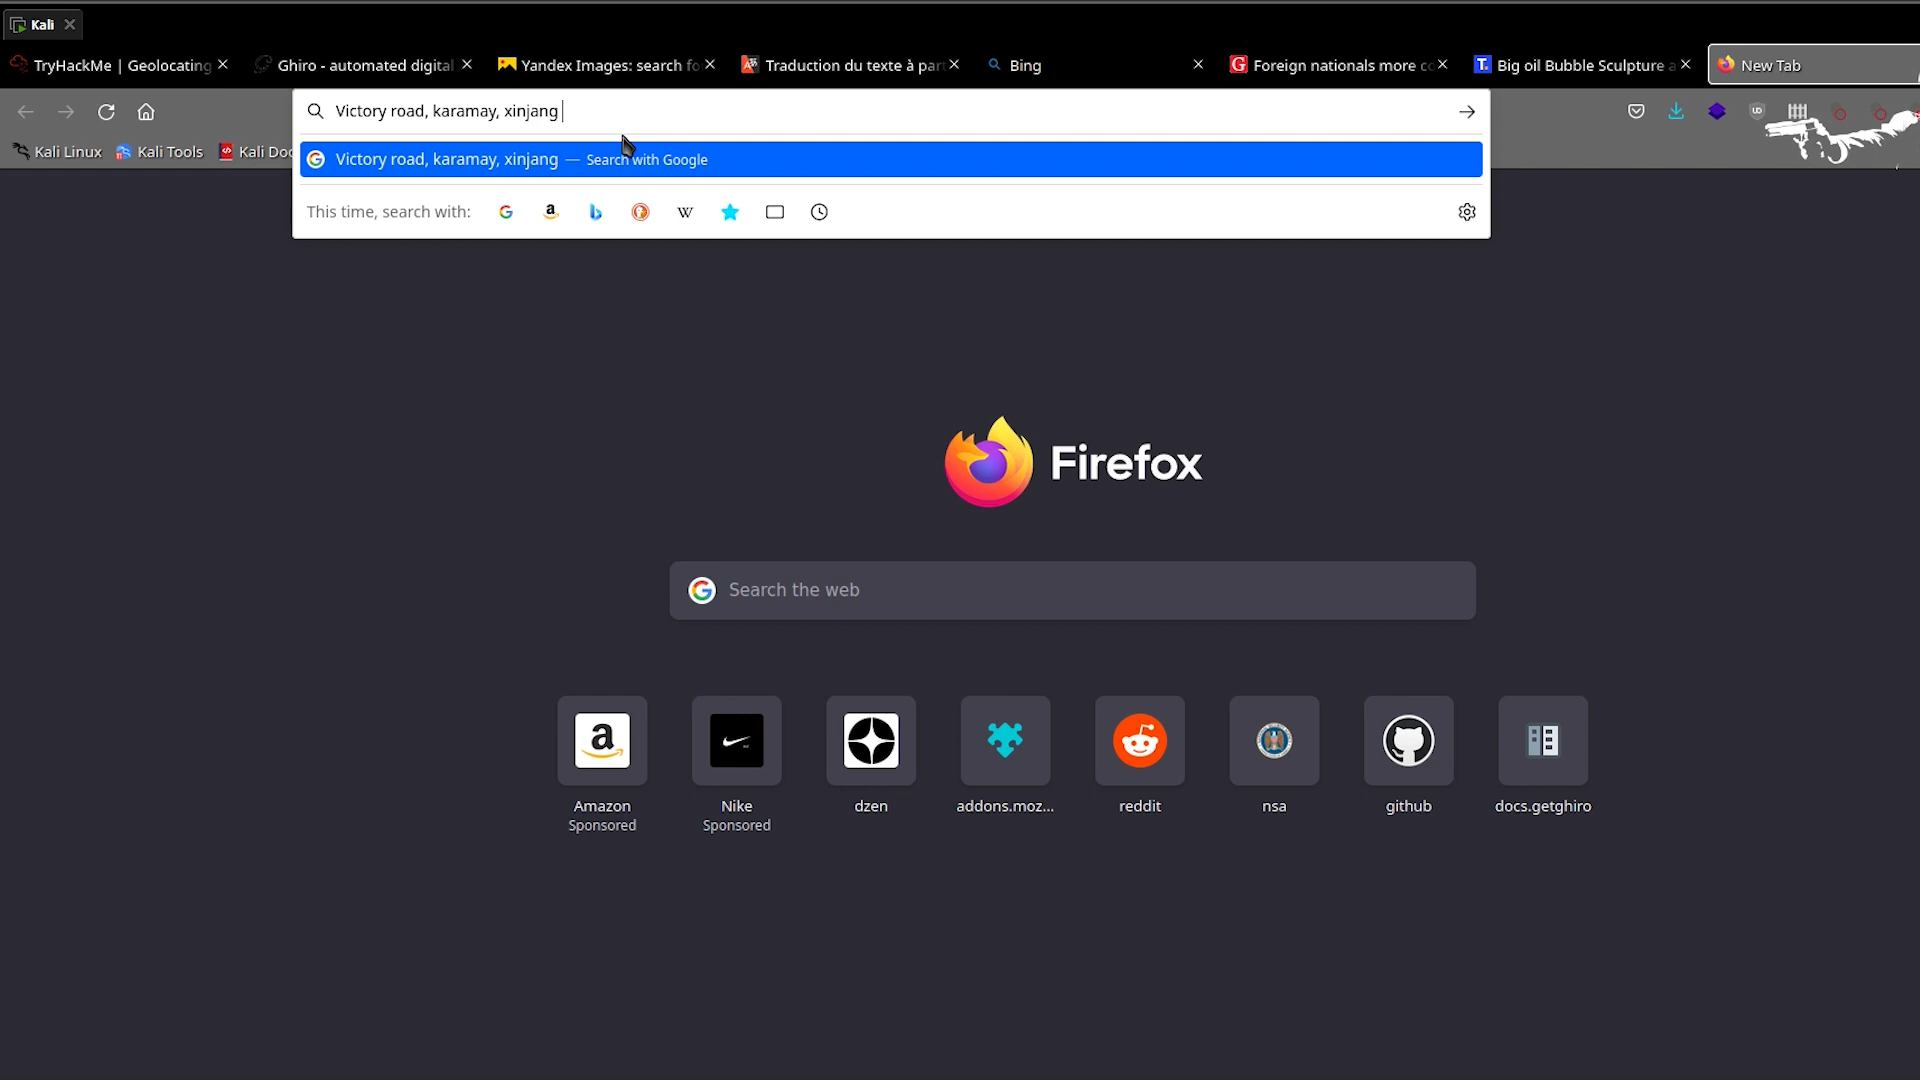 Kali
TryHackMe | Geolocating
Ghiro - automated digital
Yandex Images: search fo
Traduction du texte à part
Bing
Foreign nationals more co
Big oil Bubble Sculpture a
New Tab
Victory road, karamay, xinjang
Kali Linux
Kali Tools
Kali Doc
Victory road, karamay, xinjang — Search with Google
This time, search with:
Firefox
Search the web
Amazon
Sponsored
Nike
Sponsored
dzen
addons.moz...
reddit
nsa
github
docs.getghiro